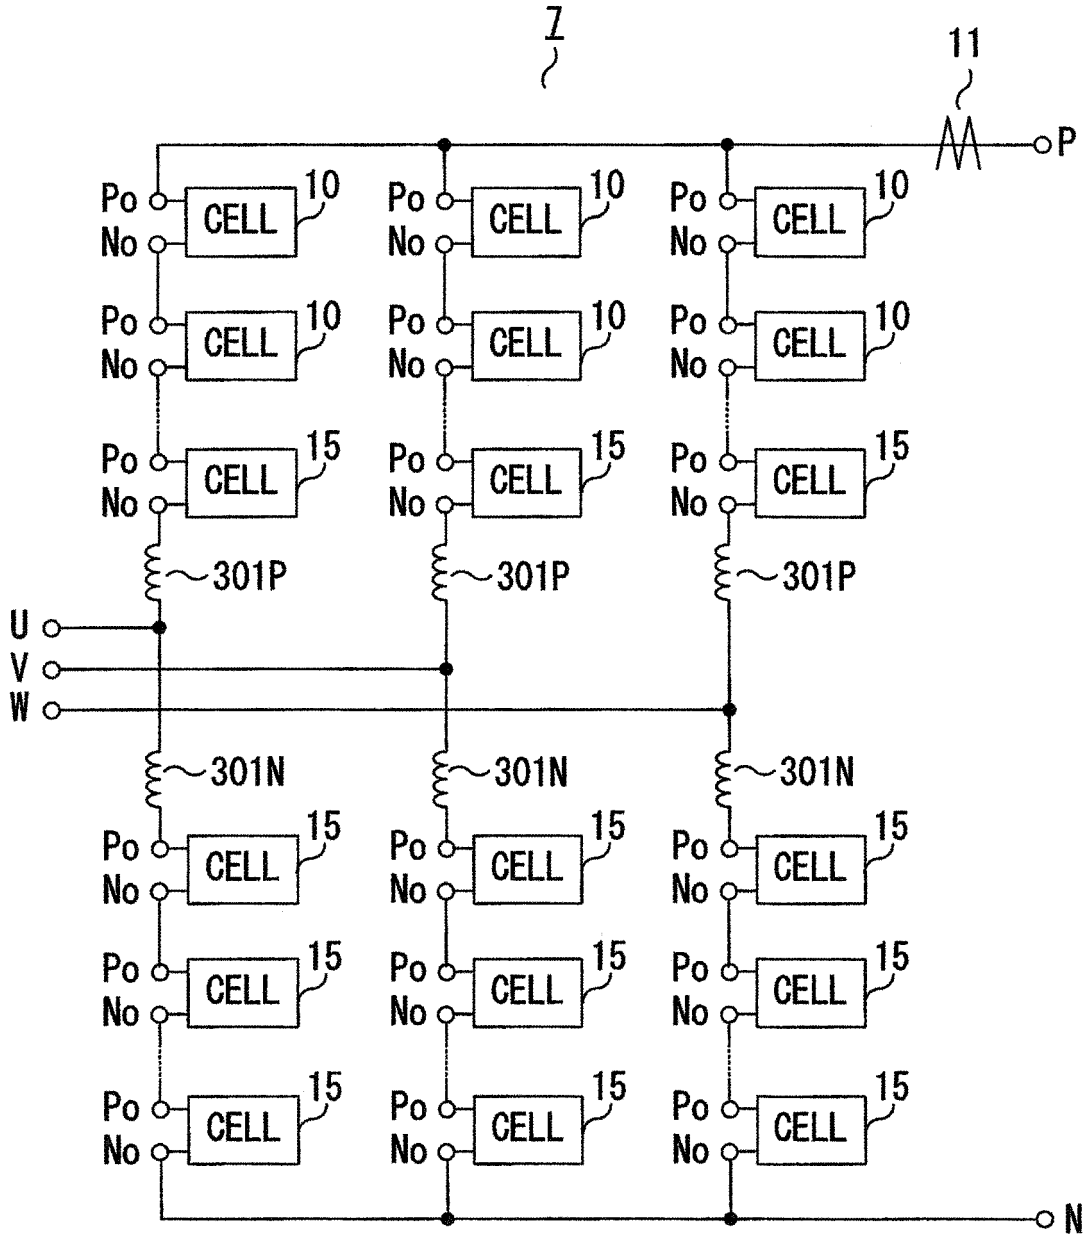 7
11
P
Po CELL 10 Po CELL 10 Po CELL 10
No No No
Po CELL 10 Po CELL 10 Po CELL 10
No No No
Po CELL 15 Po CELL 15 Po CELL 15
No No No
301P 301P 301P
U
V
W
301N 301N 301N
Po CELL 15 Po CELL 15 Po CELL 15
No No No
Po CELL 15 Po CELL 15 Po CELL 15
No No No
Po CELL 15 Po CELL 15 Po CELL 15
No No No
N